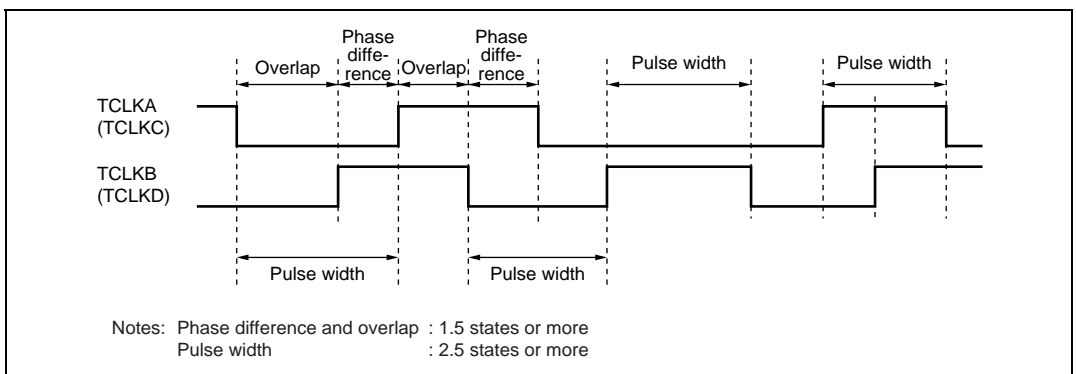 Phase
diffe-
rence
Overlap
Overlap
Phase
diffe-
rence
Pulse width
Pulse width
TCLKA
(TCLKC)
TCLKB
(TCLKD)
Pulse width
Pulse width
Notes: Phase difference and overlap : 1.5 states or more
Pulse width : 2.5 states or more